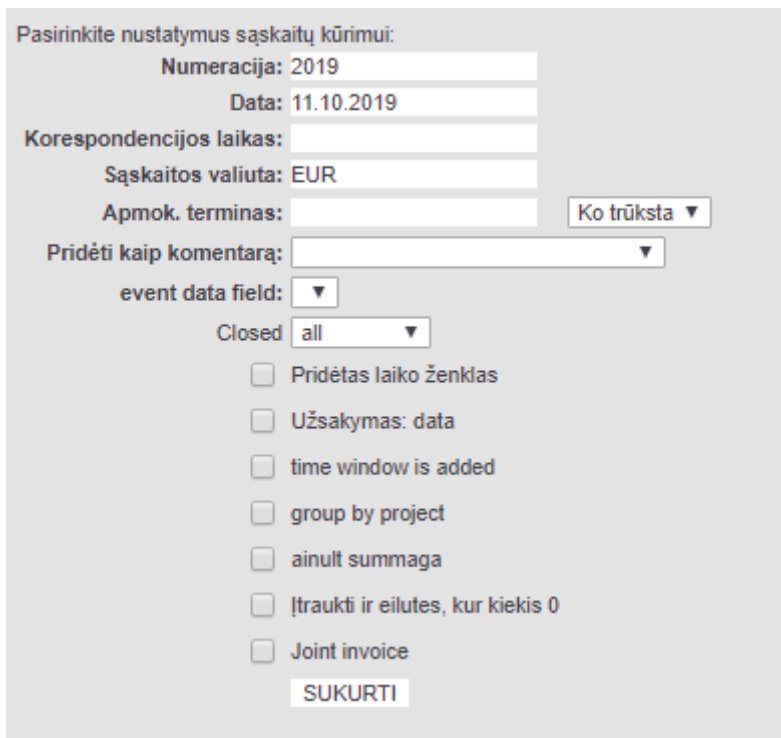 Pasirinkite nustatymus sąskaitų kūrimui:
Numeracija: 2019
Data: 11.10.2019
Korespondencijos laikas:
Sąskaitos valiuta: EUR
Apmok. terminas: Ko trūksta
Pridėti kaip komentarą:
event data field:
Closed all
Pridėtas laiko ženklas
Užsakymas: data
time window is added
group by project
ainult summaga
Įtraukti ir eilutes, kur kiekis 0
Joint invoice
SUKURTI